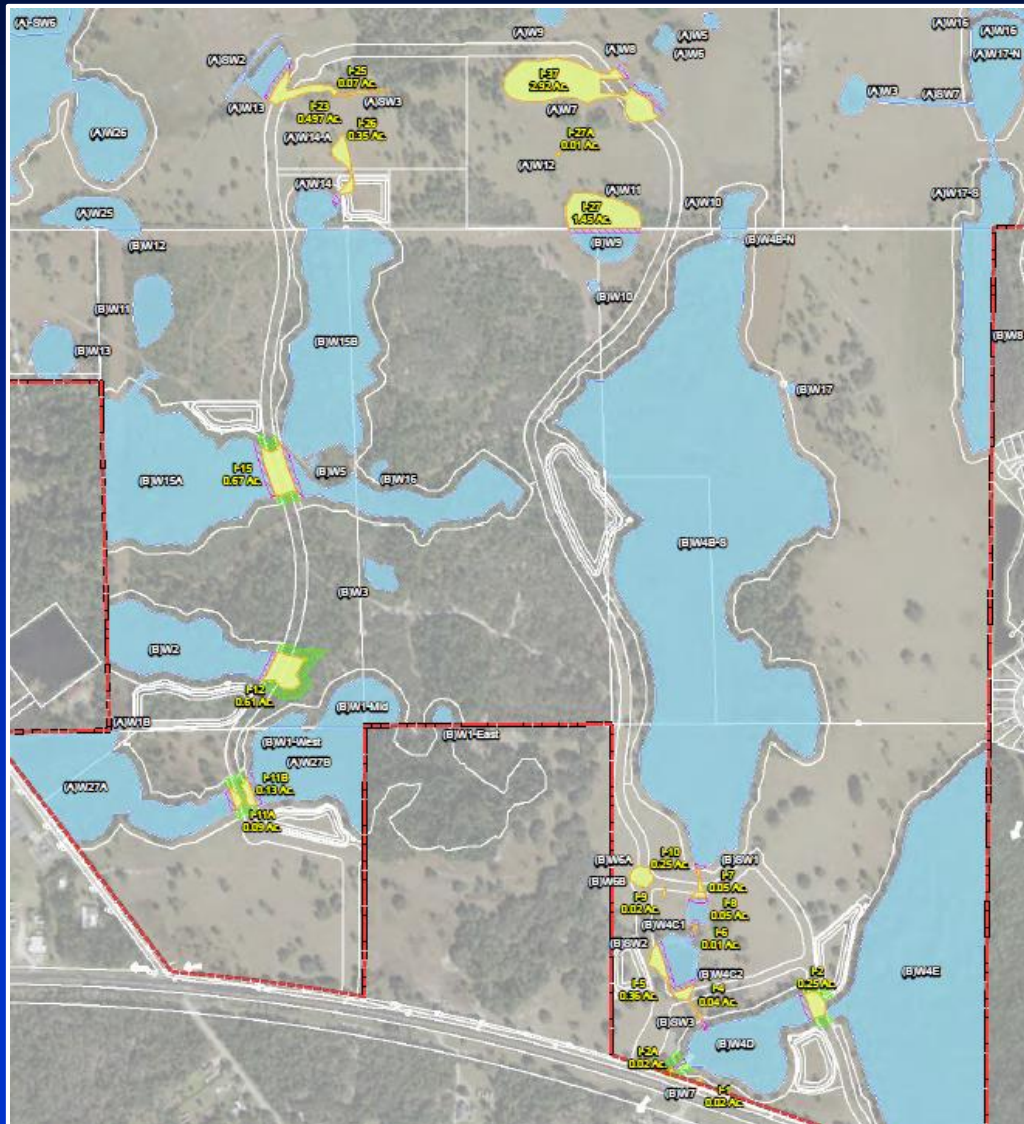 (A)-SW6
(A)W9
(A)W5
(A)W6
(A)W16
(A)W16
(A)W17-N
(A)SW2
(A)W8
I-25
0.07 Ac.
I-37
2.92 Ac.
(A)W13
(A)SW3
(A)W7
(A)W3
(A)SW7
I-23
0.497 Ac.
(A)W26
I-26
0.35 Ac.
(A)W14-A
I-27A
0.01 Ac.
(A)W12
(A)W14
(A)W11
(A)W17-S
(A)W25
I-27
1.45 Ac.
(A)W10
(B)W12
(B)W9
(B)W4B-N
(B)W11
(B)W10
(B)W13
(B)W15B
(B)W8
(B)W17
I-15
0.67 Ac.
(B)W5
(B)W16
(B)W15A
(B)W4B-S
(B)W3
(B)W2
I-12
0.61 Ac.
(B)W1-Mid
(A)W1B
(B)W1-East
(B)W1-West
(A)W27B
(A)W27A
I-11B
0.13 Ac.
I-11A
0.09 Ac.
I-10
0.25 Ac.
(B)W6A
(B)SW1
(B)W6B
I-7
0.05 Ac.
I-9
0.02 Ac.
I-8
0.05 Ac.
(B)W4C1
I-6
0.01 Ac.
(B)SW2
(B)W4C2
I-2
0.25 Ac.
(B)W4E
I-5
0.36 Ac.
I-4
0.04 Ac.
(B)SW3
(B)W4D
I-2A
0.02 Ac.
(B)W7
I-1
0.02 Ac.